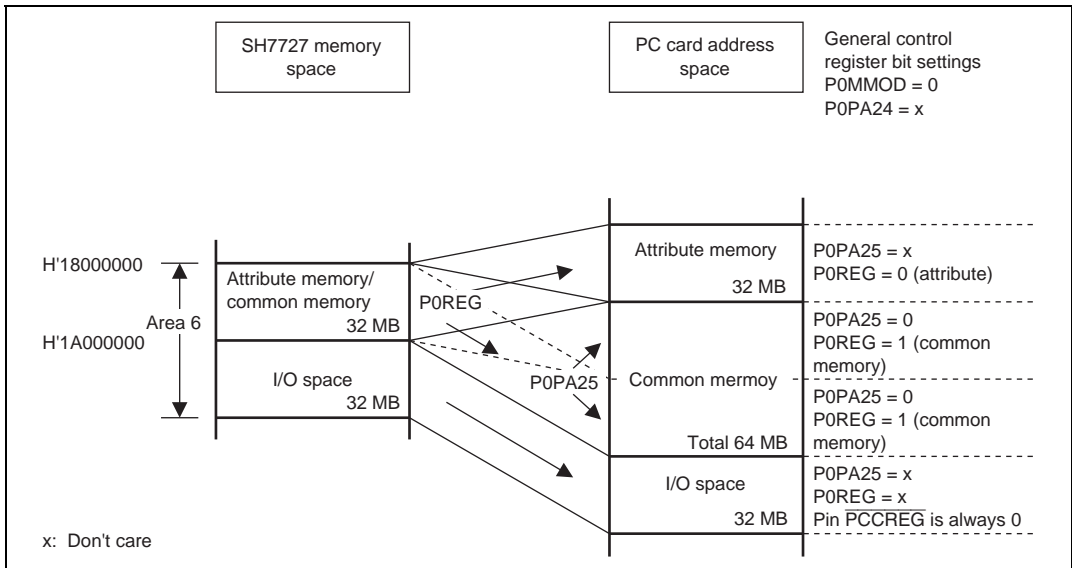 SH7727 memory
space
PC card address
space
General control
register bit settings
P0MMOD = 0
P0PA24 = x
H'18000000
Area 6
H'1A000000
Attribute memory/
common memory
32 MB
I/O space
32 MB
P0REG
P0PA25
Attribute memory
32 MB
Common mermoy
Total 64 MB
I/O space
32 MB
P0PA25 = x
P0REG = 0 (attribute)
P0PA25 = 0
P0REG = 1 (common
memory)
P0PA25 = 0
P0REG = 1 (common
memory)
P0PA25 = x
P0REG = x
Pin PCCREG is always 0
x: Don't care